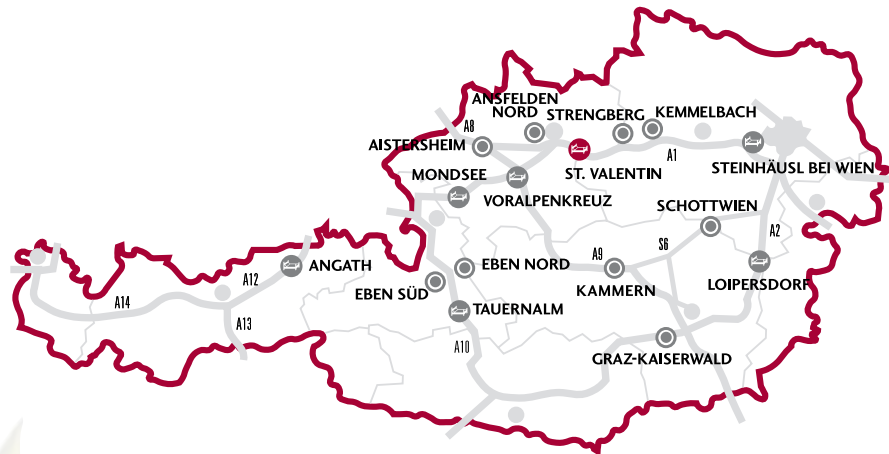 ANSFELDEN
NORD
STRENGBERG
KEMMELBACH
A8
AISTERSHEIM
A1
MONDSEE
ST. VALENTIN
STEINHÄUSL BEI WIEN
VORALPENKREUZ
SCHOTTWIEN
A2
S6
A9
ANGATH
EBEN NORD
A12
EBEN SÜD
KAMMERN
LOIPERSDORF
A14
TAUERNALM
A13
A10
GRAZ-KAISERWALD